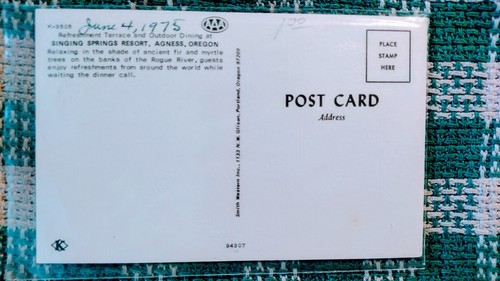 K-9505
June 4, 1975
AAA
1.00
Refreshment Terrace and Outdoor Dining at
SINGING SPRINGS RESORT, AGNESS, OREGON
Relaxing in the shade of ancient fir and myrtle
trees on the banks of the Rogue River, guests
enjoy refreshments from around the world while
waiting the dinner call.
Smith Western Inc., 1133 N.W. Glisan, Portland, Oregon 97209
PLACE
STAMP
HERE
POST CARD
Address
K
94307